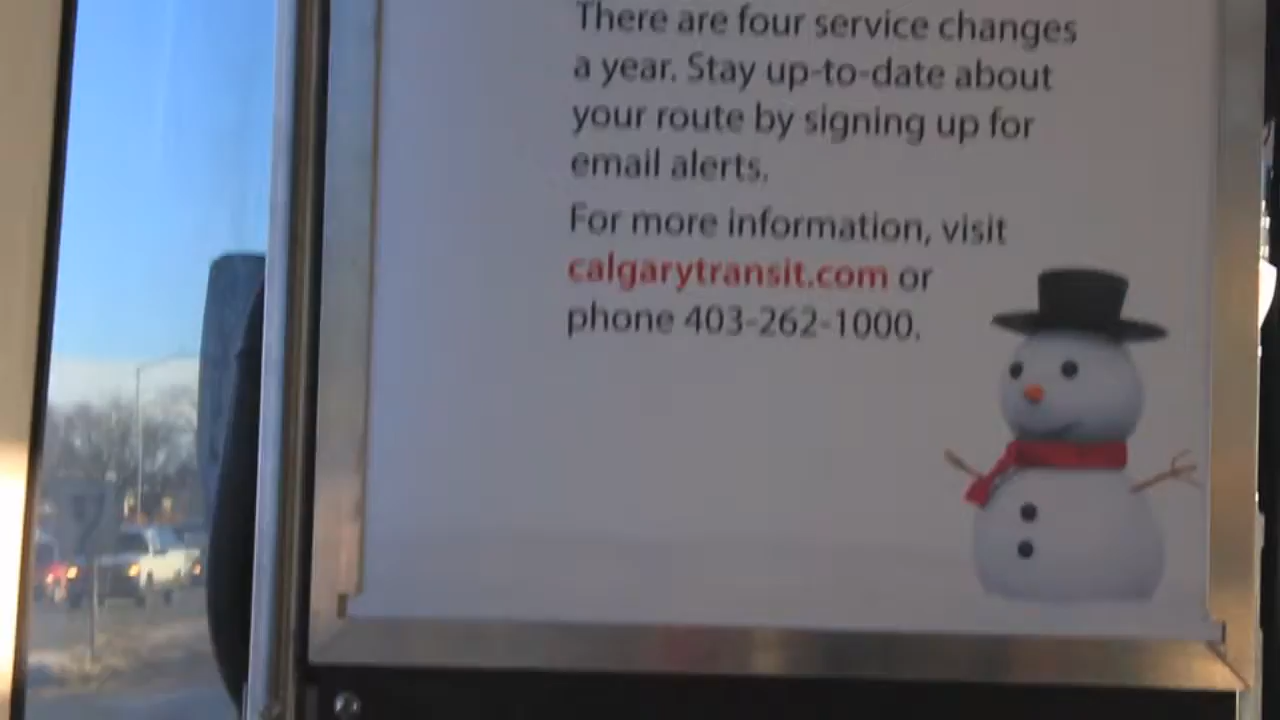 There are four service changes
a year. Stay up-to-date about
your route by signing up for
email alerts.
For more information, visit
calgarytransit.com or
phone 403-262-1000.